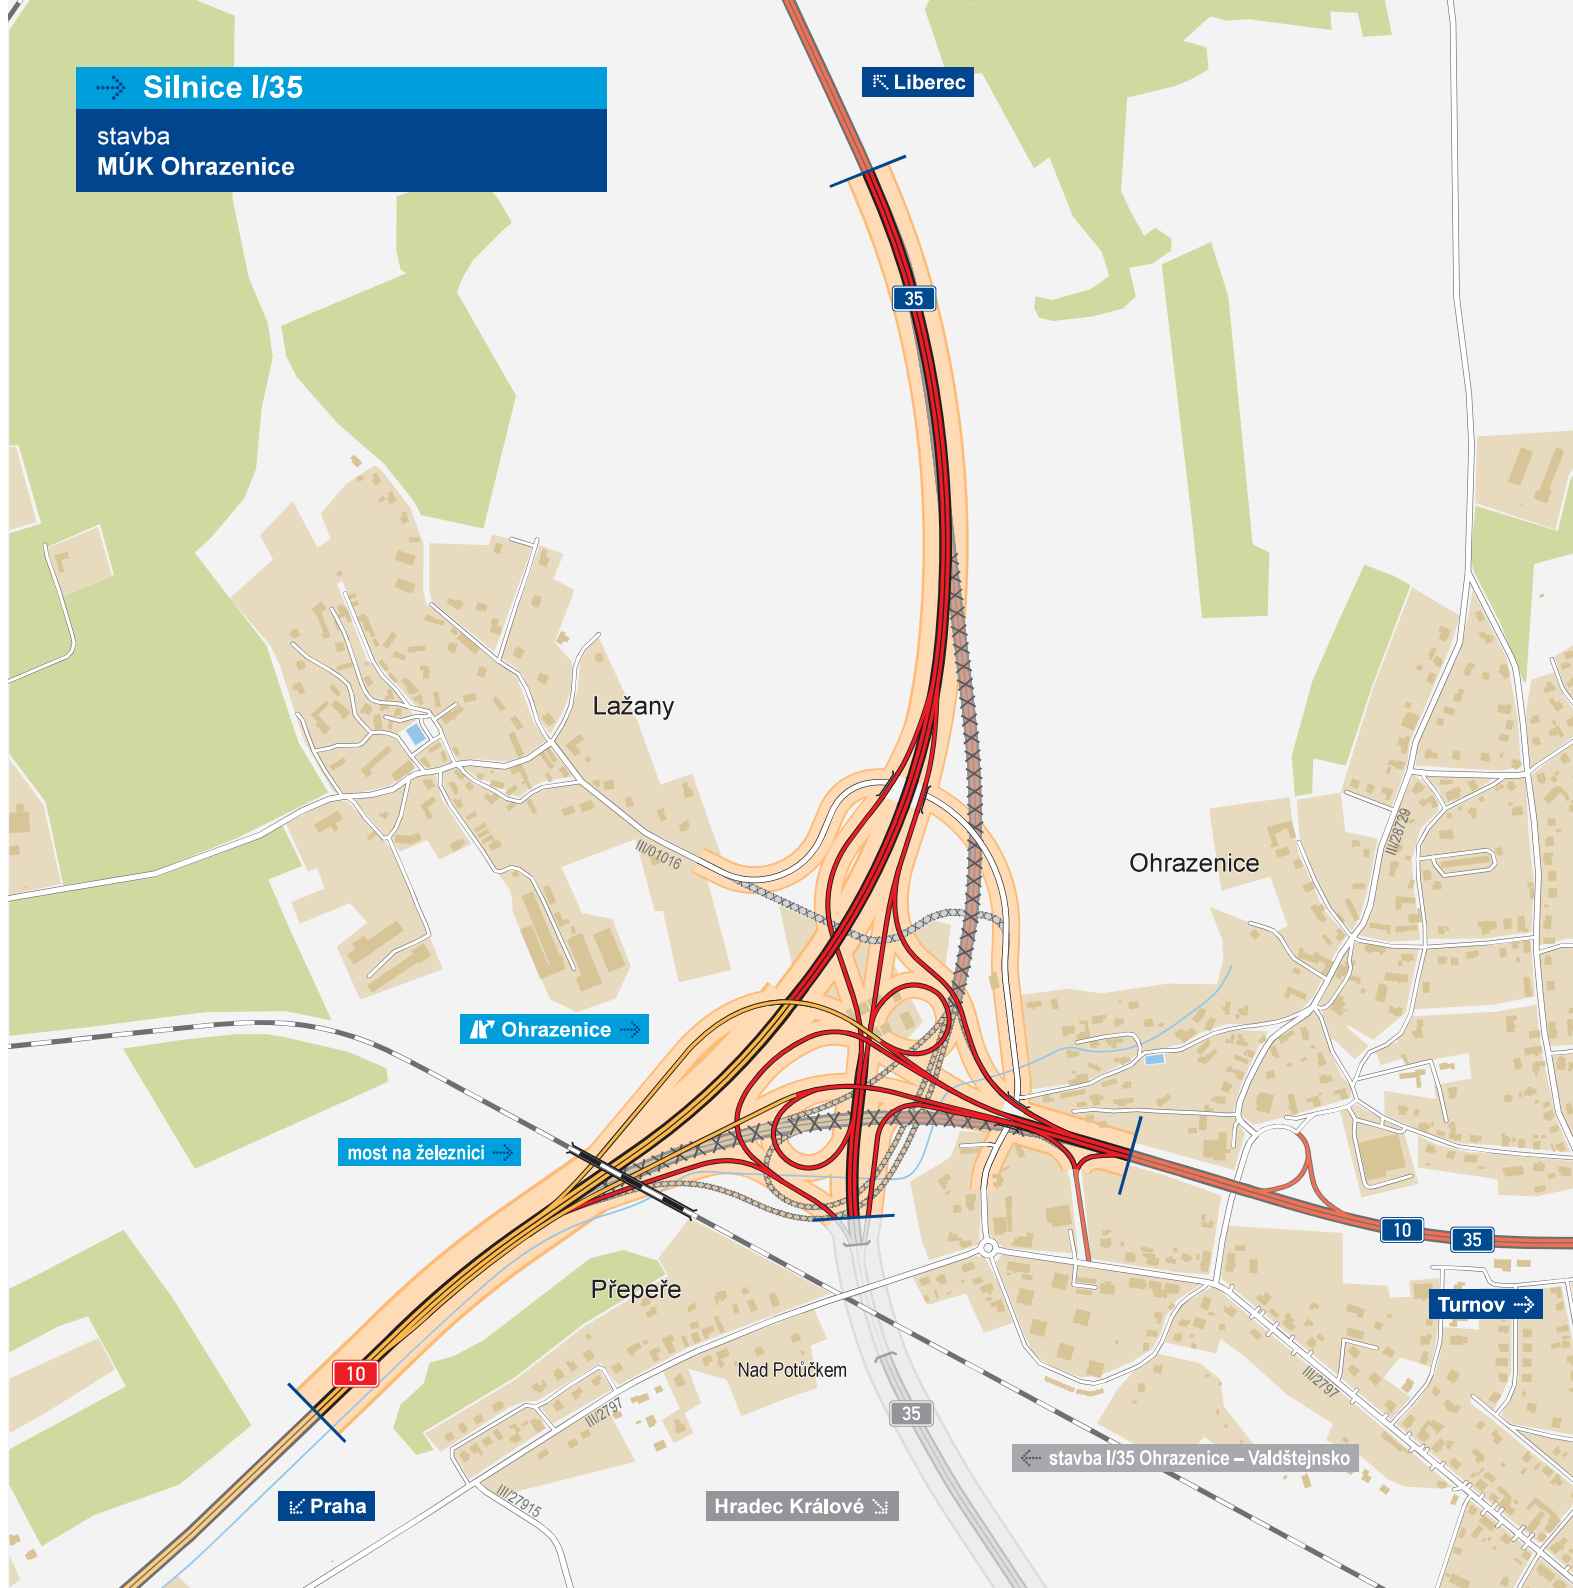 Silnice I/35
stavba
MÚK Ohrazenice
Liberec
35
Lažany
III/01016
Ohrazenice
III/28729
Ohrazenice
most na železnici
10
35
Přepeře
Turnov
10
Nad Potůčkem
III/2797
III/2797
35
stavba I/35 Ohrazenice – Valdštejnsko
Praha
III/27915
Hradec Králové